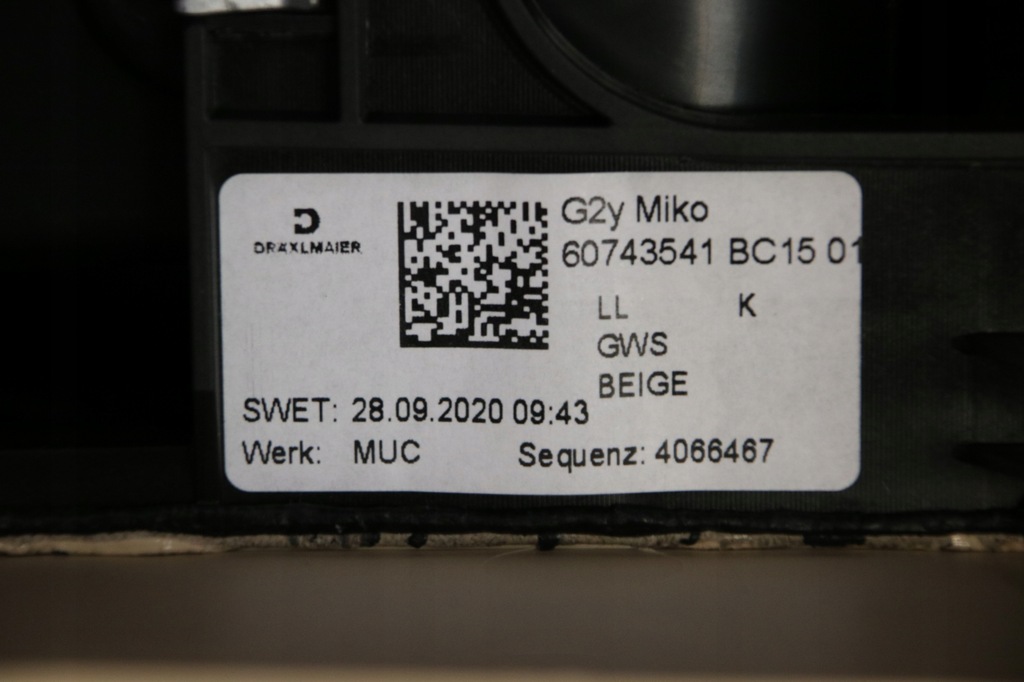 G2y Miko
DRÄXLMAIER
60743541 BC15 01
LL K
GWS
BEIGE
SWET: 28.09.2020 09:43
Werk: MUC Sequenz: 4066467